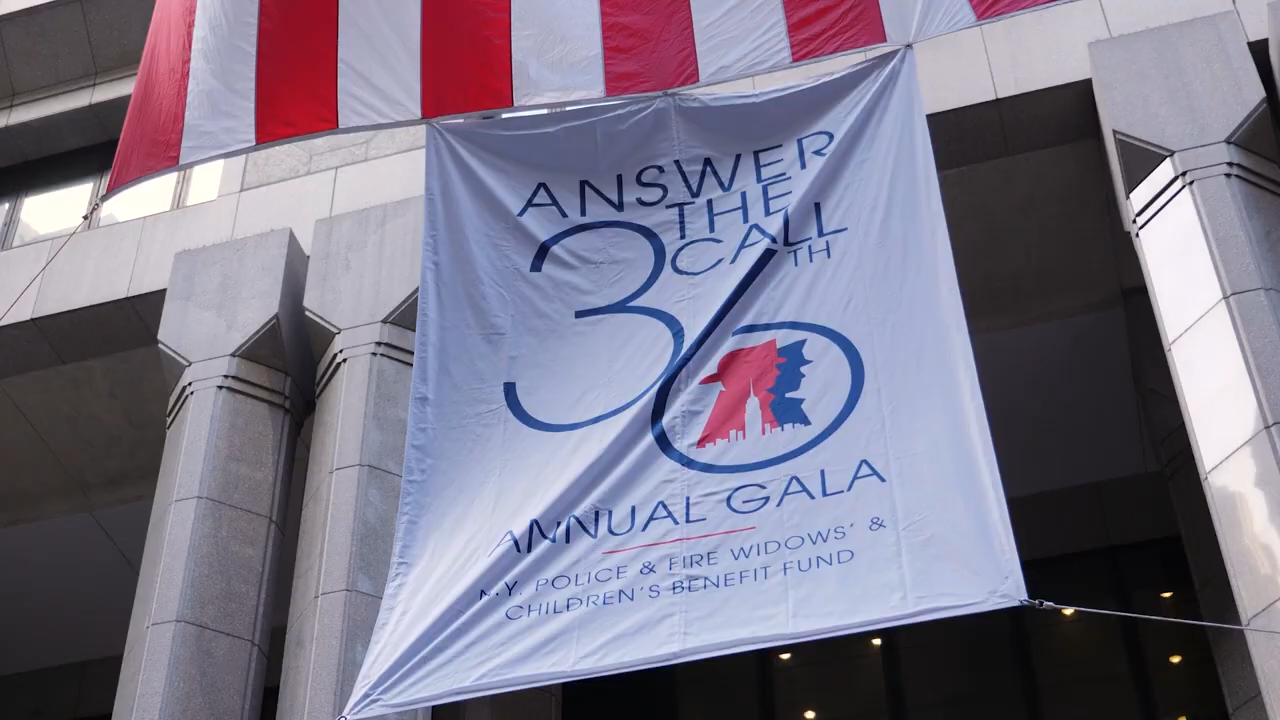 ANSWER
THE
CALL
36TH
ANNUAL GALA
N.Y. POLICE & FIRE WIDOWS' &
CHILDREN'S BENEFIT FUND